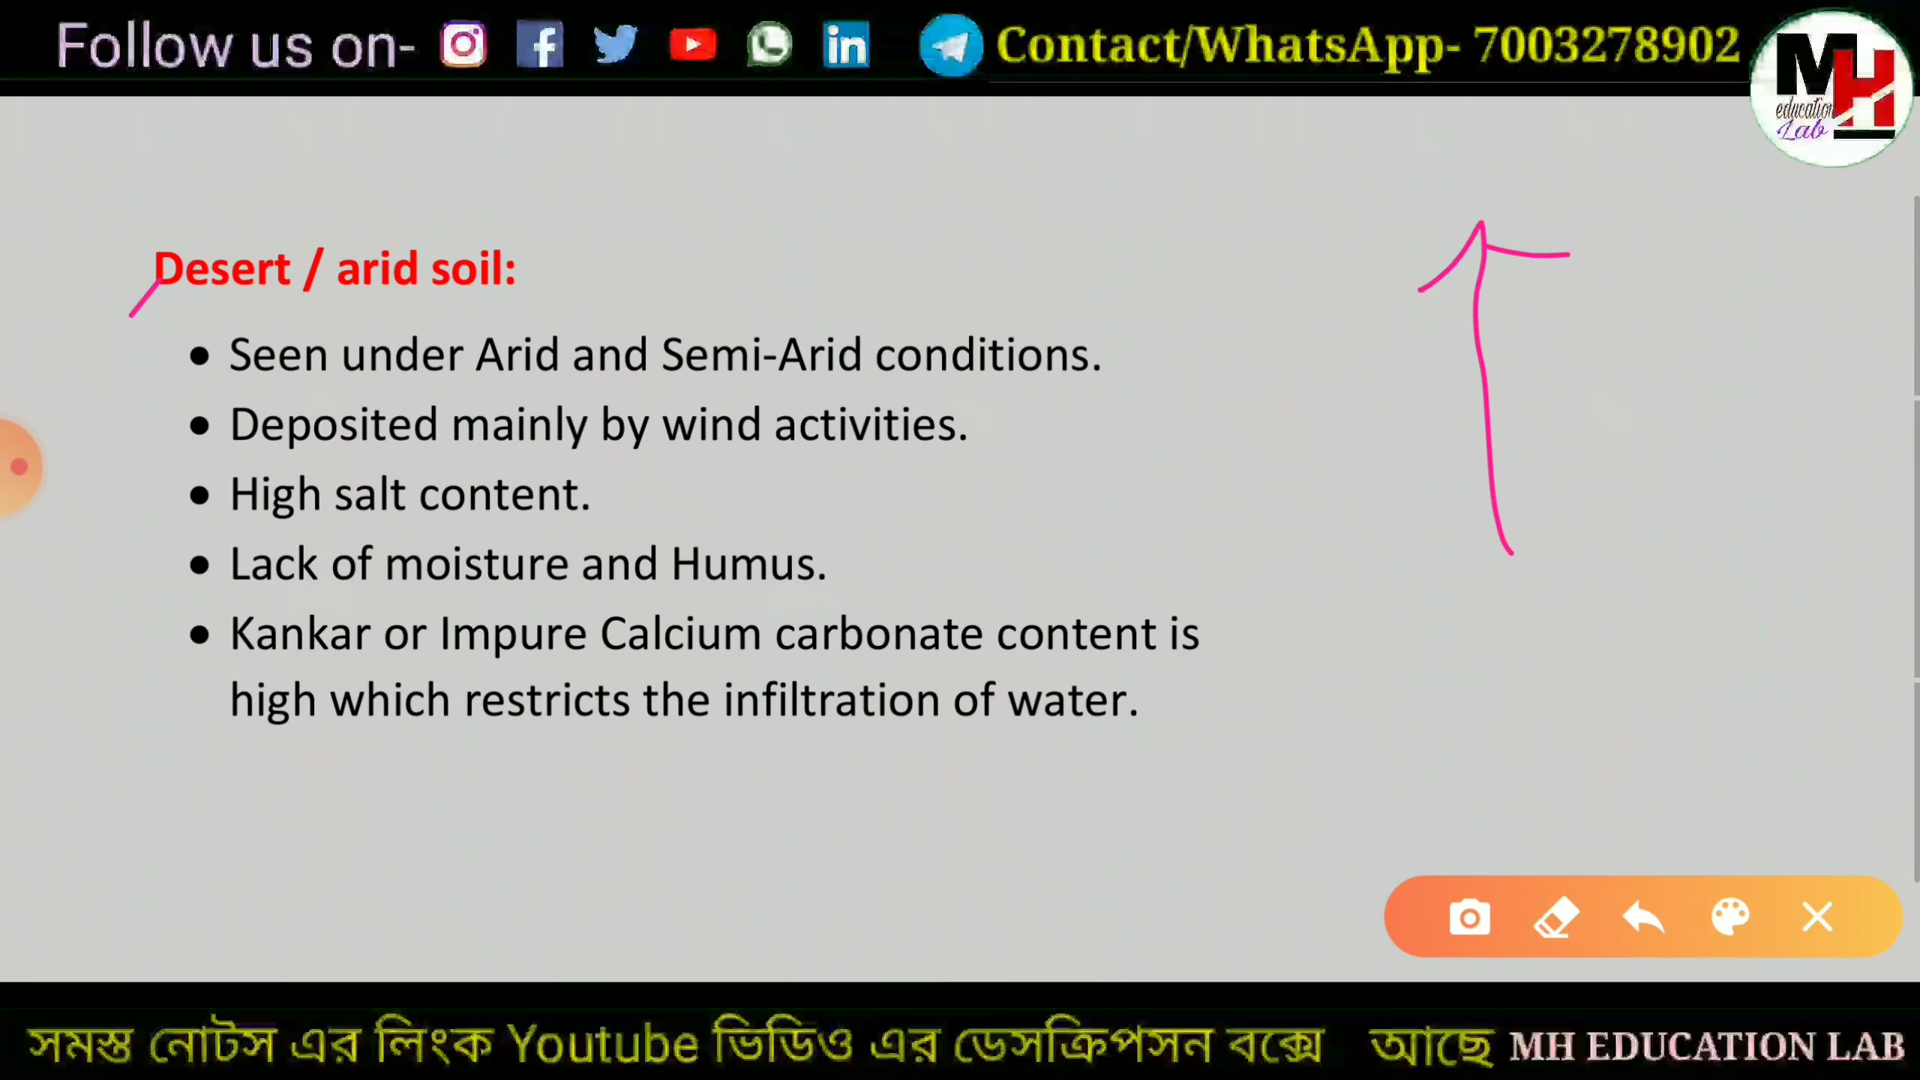 Follow us on- Contact/WhatsApp- 7003278902
MH
education
Lab
Desert / arid soil:
• Seen under Arid and Semi-Arid conditions.
• Deposited mainly by wind activities.
• High salt content.
• Lack of moisture and Humus.
• Kankar or Impure Calcium carbonate content is
high which restricts the infiltration of water.
সমস্ত নোটস এর লিংক Youtube ভিডিও এর ডেসক্রিপসন বক্সে আছে MH EDUCATION LAB